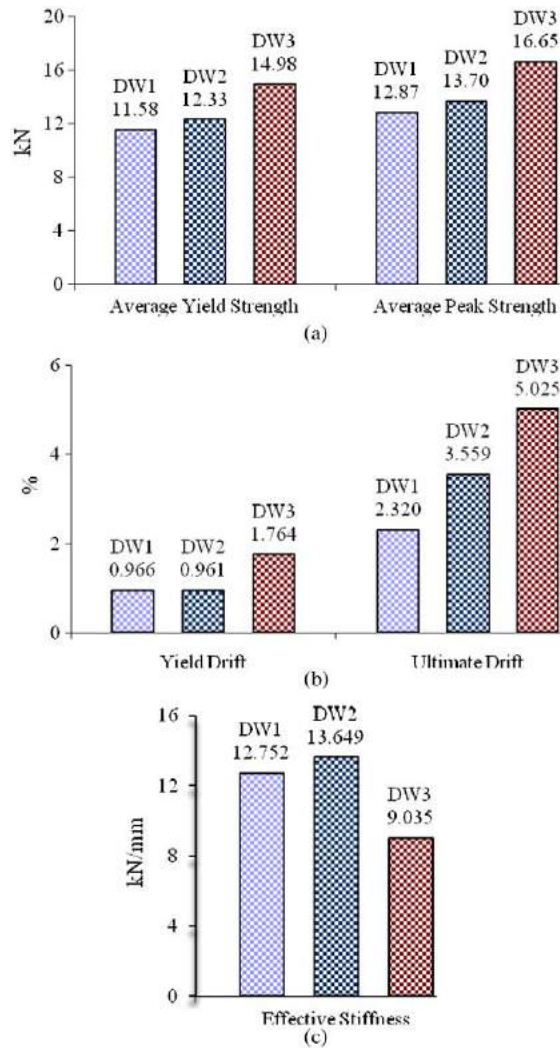 20
16
12
8
4
0
kN
DW1
11.58
DW2
12.33
DW3
14.98
DW1
12.87
DW2
13.70
DW3
16.65
Average Yield Strength
Average Peak Strength
(a)
6
4
2
0
%
DW1
0.966
DW2
0.961
DW3
1.764
DW1
2.320
DW2
3.559
DW3
5.025
Yield Drift
Ultimate Drift
(b)
16
12
8
4
0
kN/mm
DW1
12.752
DW2
13.649
DW3
9.035
Effective Stiffness
(c)